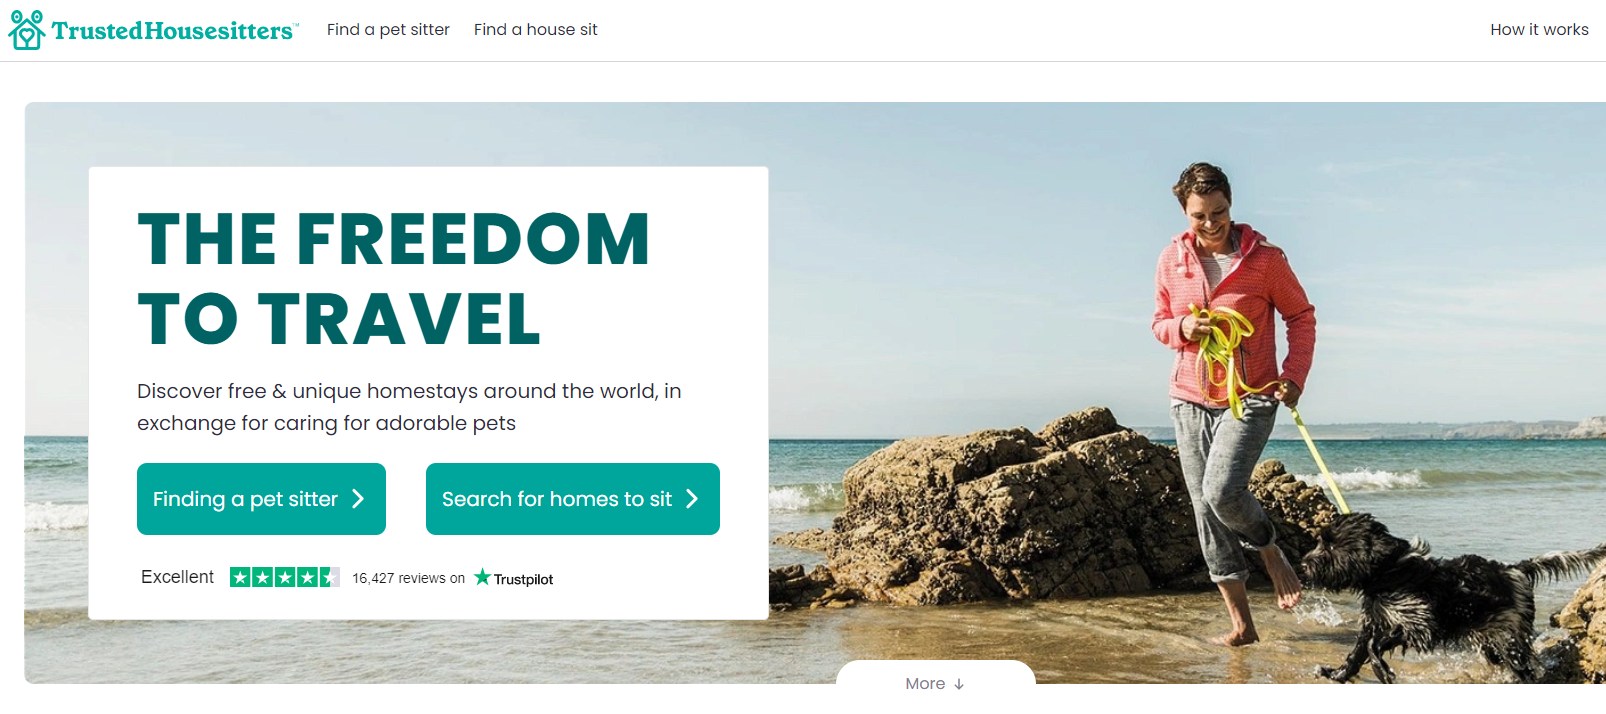 TrustedHousesitters™
Find a pet sitter
Find a house sit
How it works
THE FREEDOM
TO TRAVEL
Discover free & unique homestays around the world, in
exchange for caring for adorable pets
Finding a pet sitter
Search for homes to sit
Excellent
16,427 reviews on
Trustpilot
More ↓